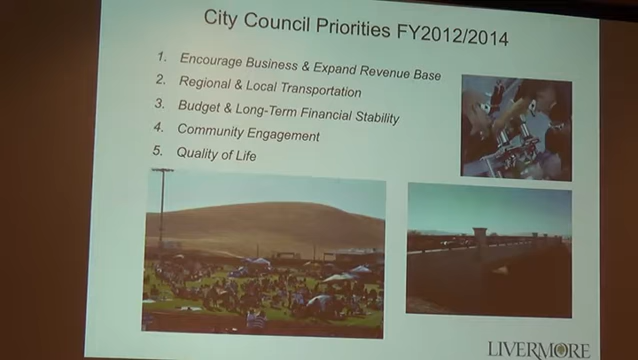 City Council Priorities FY2012/2014
1. Encourage Business & Expand Revenue Base
2. Regional & Local Transportation
3. Budget & Long-Term Financial Stability
4. Community Engagement
5. Quality of Life
LIVERMORE